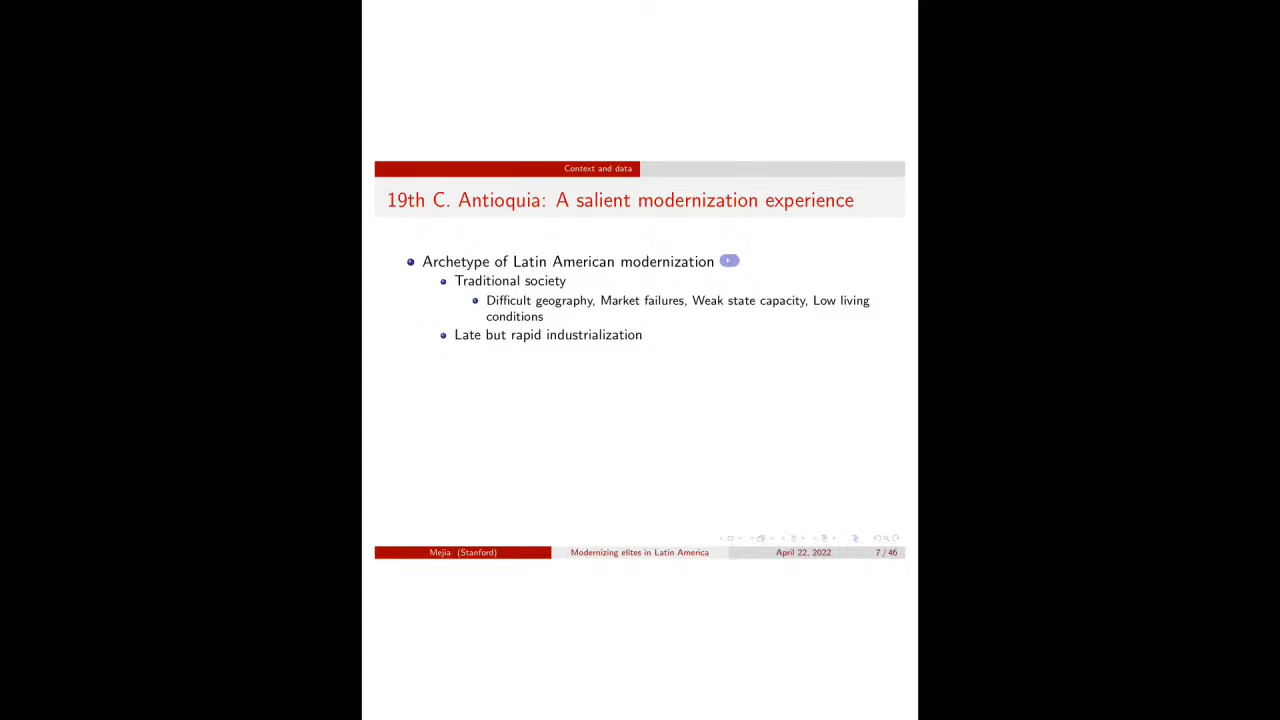 Context and data
19th C. Antioquia: A salient modernization experience
Archetype of Latin American modernization
Traditional society
Difficult geography, Market failures, Weak state capacity, Low living
conditions
Late but rapid industrialization
Mejia (Stanford) Modernizing elites in Latin America April 22, 2022 7 / 46